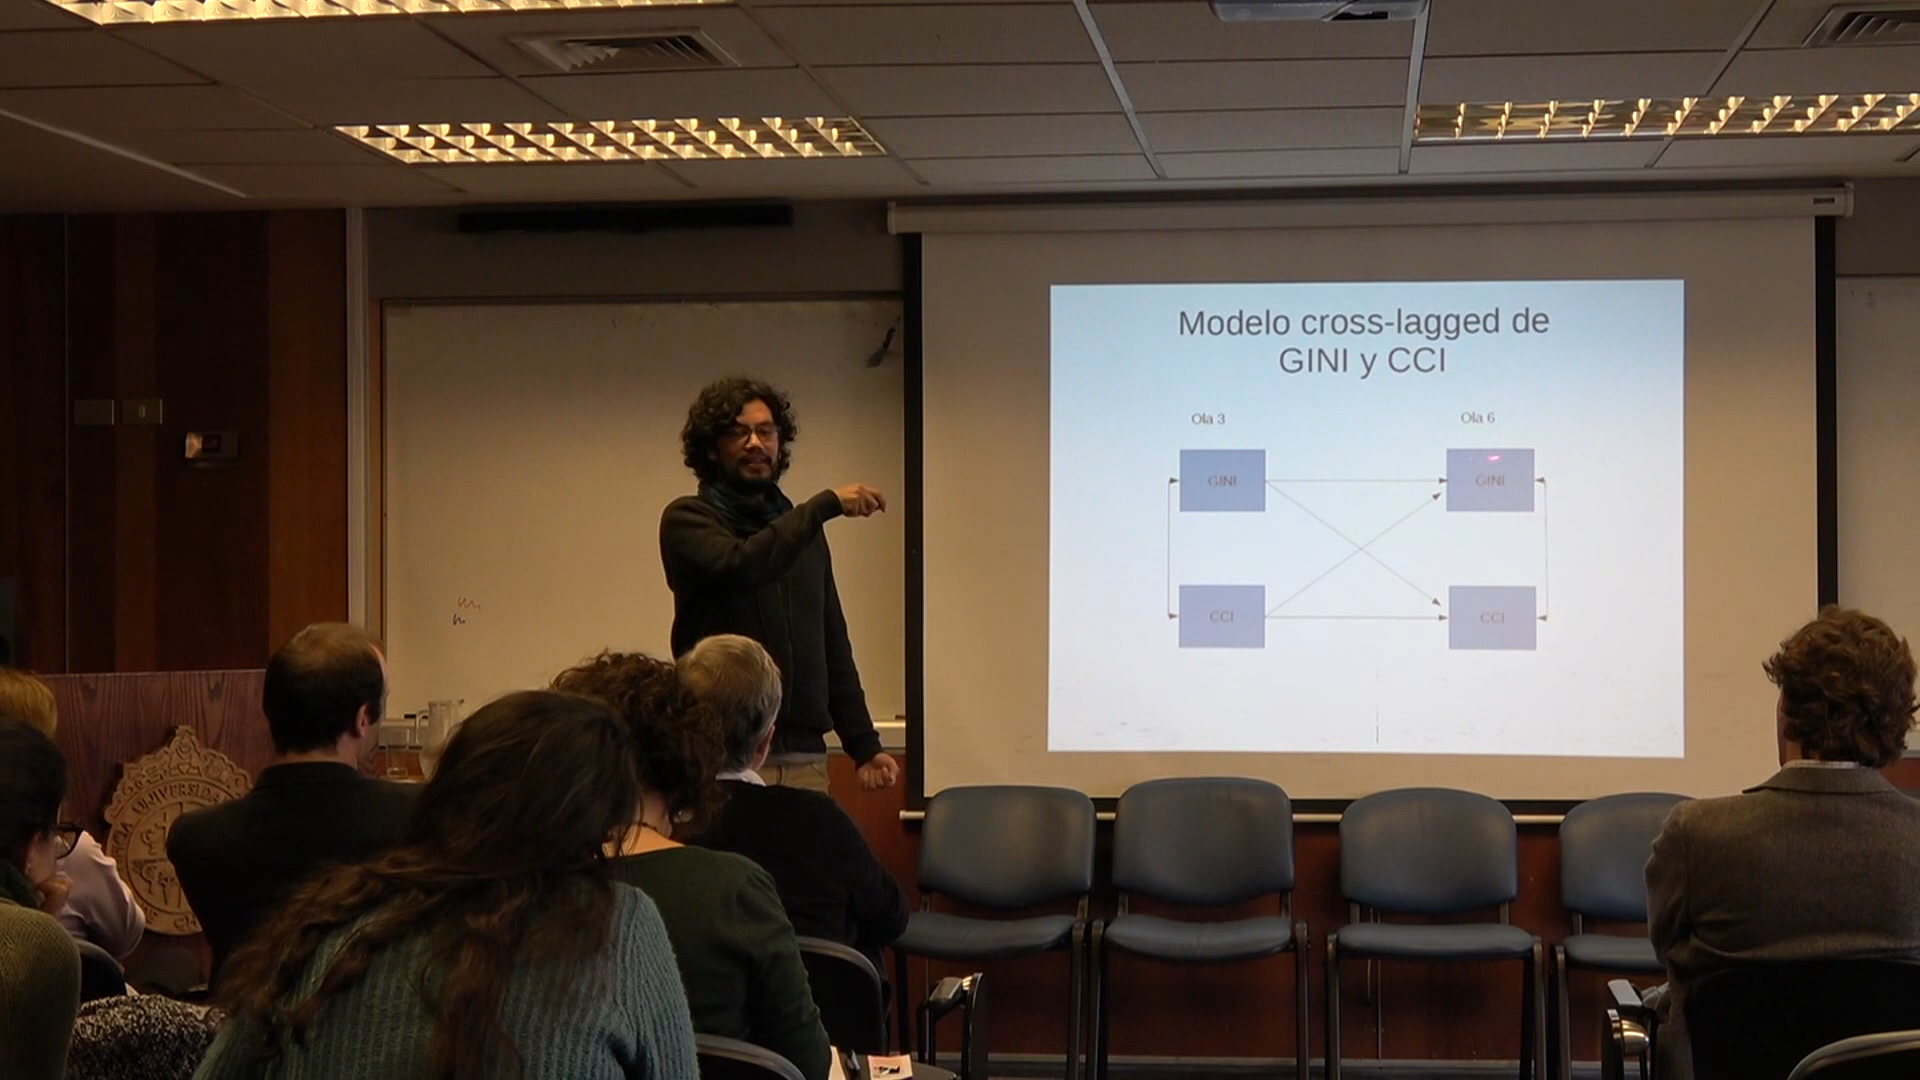 Modelo cross-lagged de
GINI y CCI
Ola 3
Ola 6
GINI
GINI
CCI
CCI